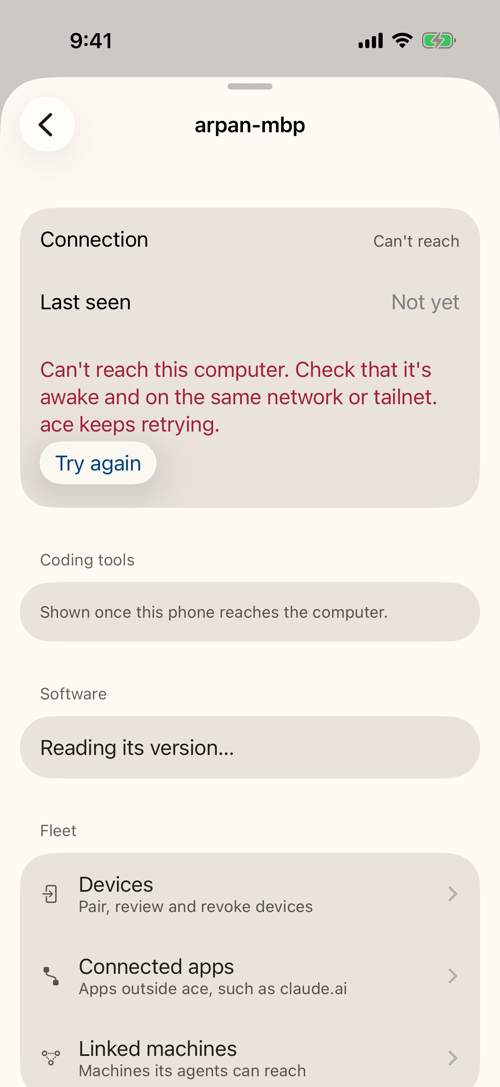 9:41
arpan-mbp
Connection
Can't reach
Last seen
Not yet
Can't reach this computer. Check that it's
awake and on the same network or tailnet.
ace keeps retrying.
Try again
Coding tools
Shown once this phone reaches the computer.
Software
Reading its version...
Fleet
Devices
Pair, review and revoke devices
Connected apps
Apps outside ace, such as claude.ai
Linked machines
Machines its agents can reach